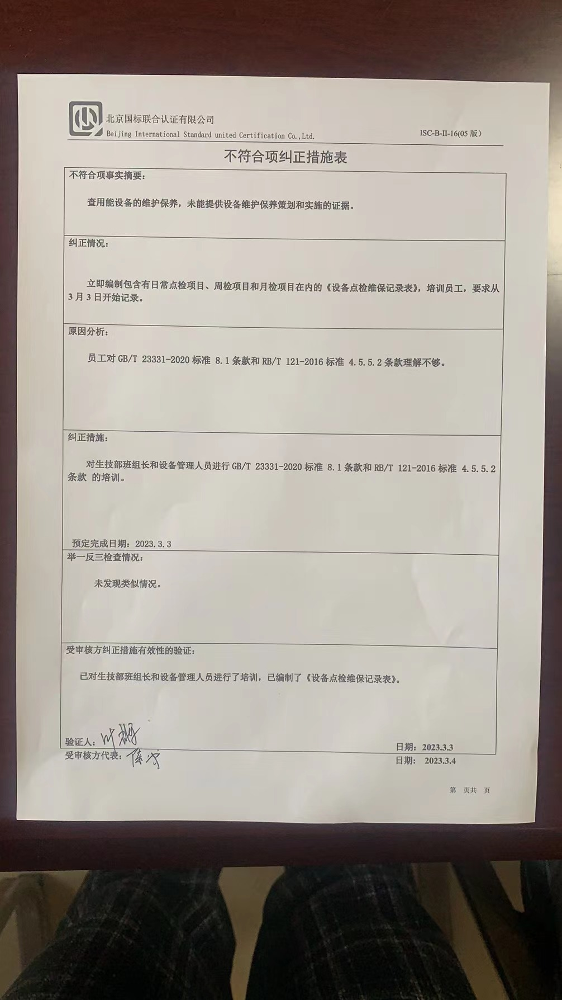 北京国标联合认证有限公司
Beijing International Standard united Certification Co.,Ltd.
ISC-B-II-16(05 版)
不符合项纠正措施表
不符合项事实摘要：
查用能设备的维护保养，未能提供设备维护保养策划和实施的证据。
纠正情况：
立即编制包含有日常点检项目、周检项目和月检项目在内的《设备点检维保记录表》，培训员工，要求从
3 月 3 日开始记录。
原因分析：
员工对 GB/T 23331-2020 标准 8.1 条款和 RB/T 121-2016 标准 4.5.5.2 条款理解不够。
纠正措施：
对生技部班组长和设备管理人员进行 GB/T 23331-2020 标准 8.1 条款和 RB/T 121-2016 标准 4.5.5.2
条款 的培训。
预定完成日期：2023.3.3
举一反三检查情况：
未发现类似情况。
受审核方纠正措施有效性的验证：
已对生技部班组长和设备管理人员进行了培训，已编制了《设备点检维保记录表》。
验证人： 日期：2023.3.3
受审核方代表： 日期： 2023.3.4
第 页共 页